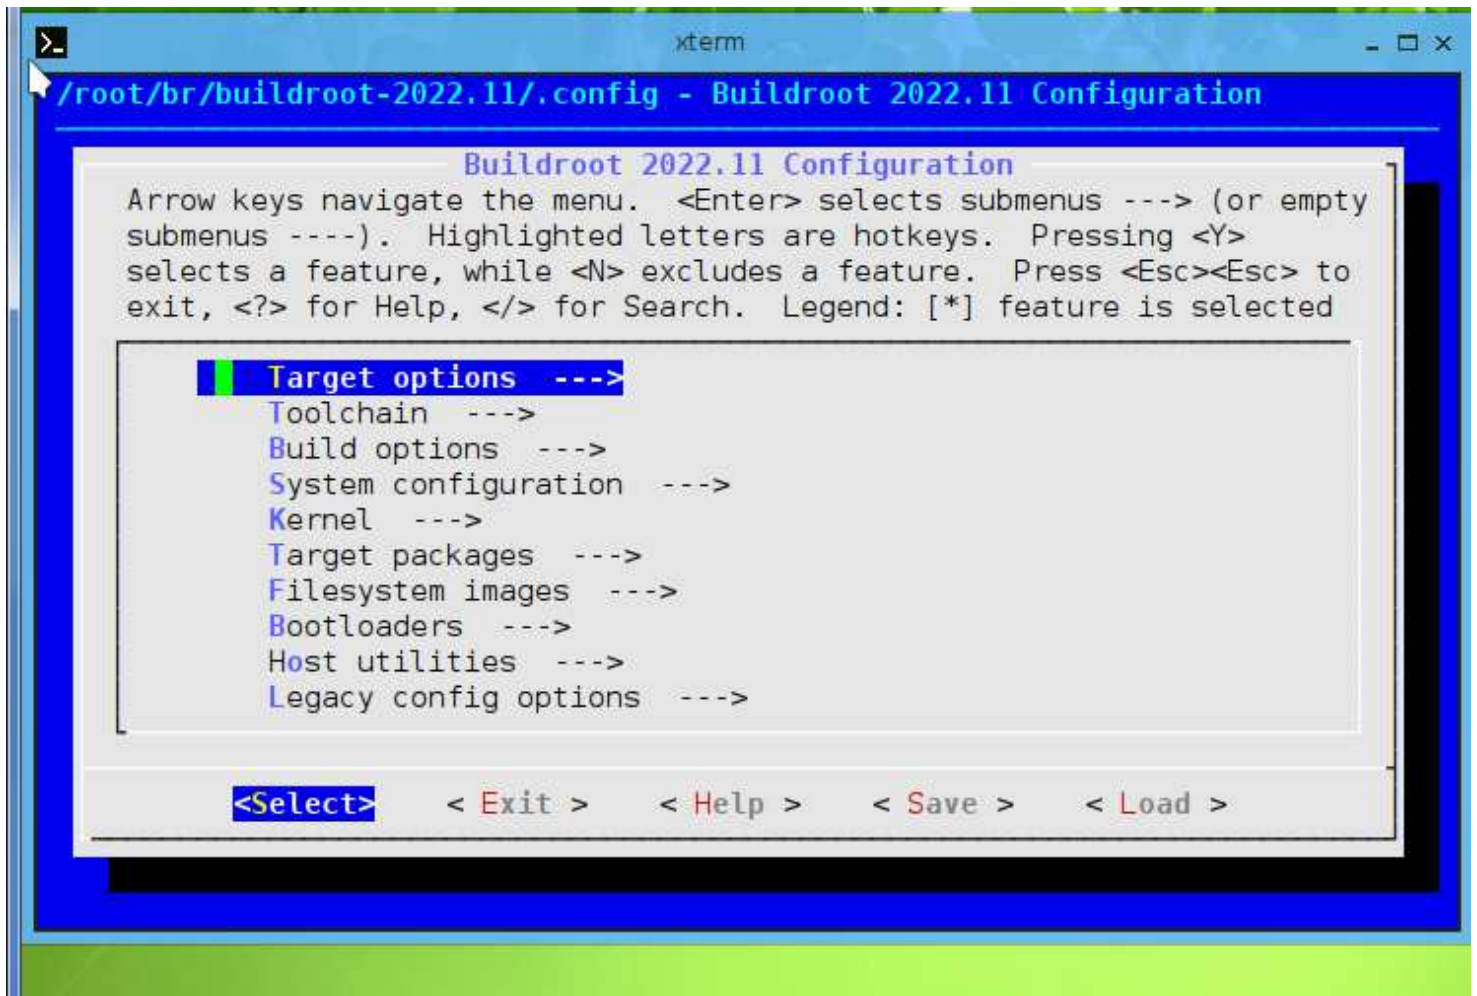 xterm
/root/br/buildroot-2022.11/.config - Buildroot 2022.11 Configuration
Buildroot 2022.11 Configuration
Arrow keys navigate the menu.  <Enter> selects submenus ---> (or empty
submenus ----).  Highlighted letters are hotkeys.  Pressing <Y>
selects a feature, while <N> excludes a feature.  Press <Esc><Esc> to
exit, <?> for Help, </> for Search.  Legend: [*] feature is selected
Target options  --->
Toolchain  --->
Build options  --->
System configuration  --->
Kernel  --->
Target packages  --->
Filesystem images  --->
Bootloaders  --->
Host utilities  --->
Legacy config options  --->
<Select>    < Exit >    < Help >    < Save >    < Load >